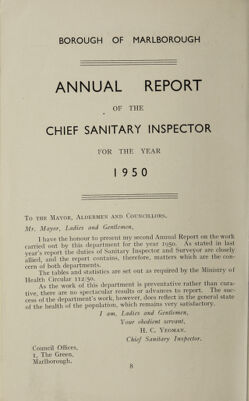 BOROUGH OF MARLBOROUGH
ANNUAL REPORT
OF THE
CHIEF SANITARY INSPECTOR
FOR THE YEAR
1950
To the Mayor, Aldermen and Councillors,
Mr. Mayor, Ladies and Gentlemen,
I have the honour to present my second Annual Report on the work
carried out by this department for the year 1950. As stated in last
year's report the duties of Sanitary Inspector and Surveyor are closely
allied, and the report contains, therefore, matters which are the con-
cern of both departments.
The tables and statistics are set out as required by the Ministry of
Health Circular 112/50.
As the work of this department is preventative rather than cura-
tive, there are no spectacular results or advances to report. The suc-
cess of the department's work, however, does reflect in the general state
of the health of the population, which remains very satisfactory.
I am, Ladies and Gentlemen,
Your obedient servant,
H. C. Yeoman.
Chief Sanitary Inspector.
Council Offices,
1, The Green,
Marlborough.
8